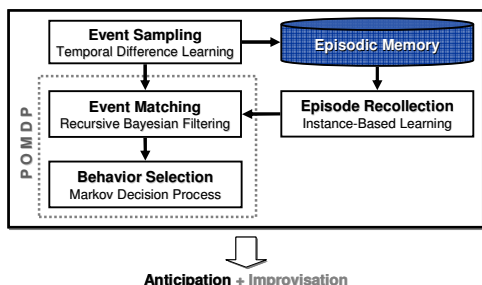 Event Sampling
Temporal Difference Learning
Episodic Memory
Event Matching
Recursive Bayesian Filtering
Episode Recollection
Instance-Based Learning
Behavior Selection
Markov Decision Process
POMDP
Anticipation + Improvisation